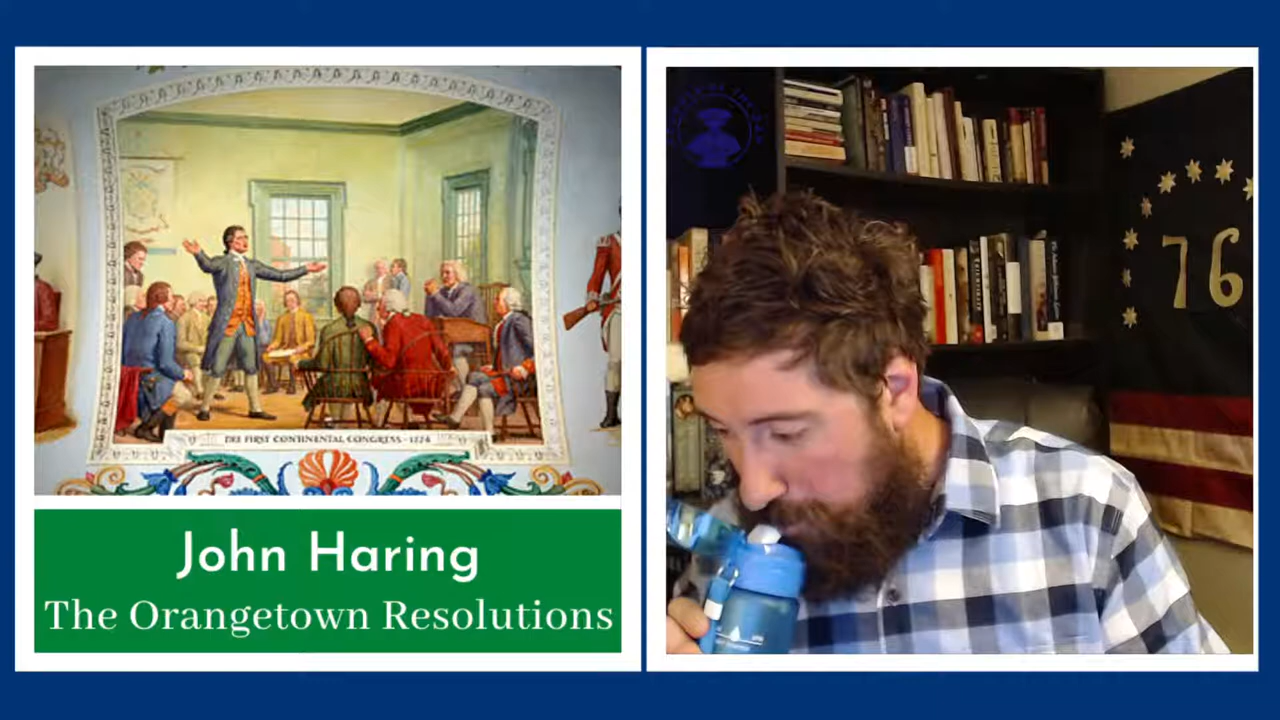 THE FIRST CONTINENTAL CONGRESS - 1774
John Haring
The Orangetown Resolutions
76